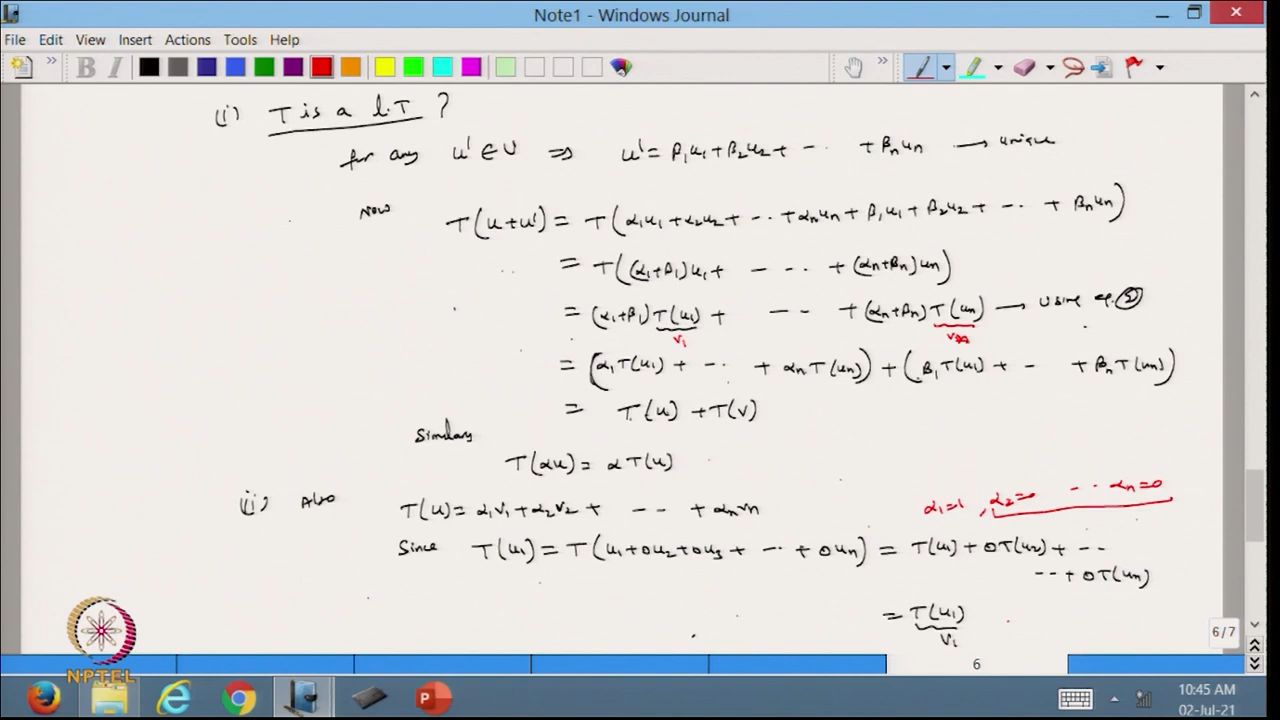 Note1 - Windows Journal
File Edit View Insert Actions Tools Help
(i) T is a L.T ?
for any u' ∈ U ⇒ u' = β₁u₁+β₂u₂+ - .. +βₙuₙ → unique
Now T(u+u') = T(α₁u₁+α₂u₂+ - .. +αₙuₙ+β₁u₁+β₂u₂+ - .. + βₙuₙ)
= T((α₁+β₁)u₁+ - - .. +(αₙ+βₙ)uₙ)
= (α₁+β₁)T(u₁) + - - .. +(αₙ+βₙ)T(uₙ) → using eq. ②
v₁
= (α₁T(u₁) + - .. + αₙT(uₙ)) + (β₁T(u₁) + - .. + βₙT(uₙ))
= T(u) + T(v)
Similary
T(αu) = αT(u)
(ii) Also T(u) = α₁v₁+α₂v₂+ - - .. + αₙvₙ
α₁=1, α₂=0 - .. αₙ=0
Since T(u₁) = T(u₁+0u₂+0u₃+ - .. + 0uₙ) = T(u₁) + 0T(u₂) + - -
- - + 0T(uₙ)
= T(u₁)
v₁
6/7
6
NPTEL
10:45 AM
02-Jul-21